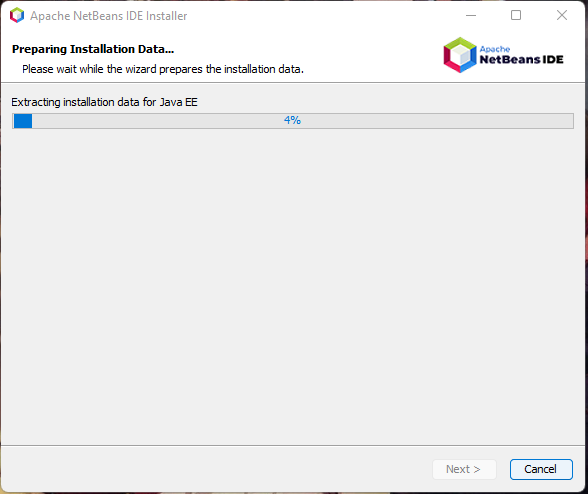 Apache NetBeans IDE Installer
Preparing Installation Data...
Please wait while the wizard prepares the installation data.
Apache
NetBeans IDE
Extracting installation data for Java EE
4%
Next >
Cancel